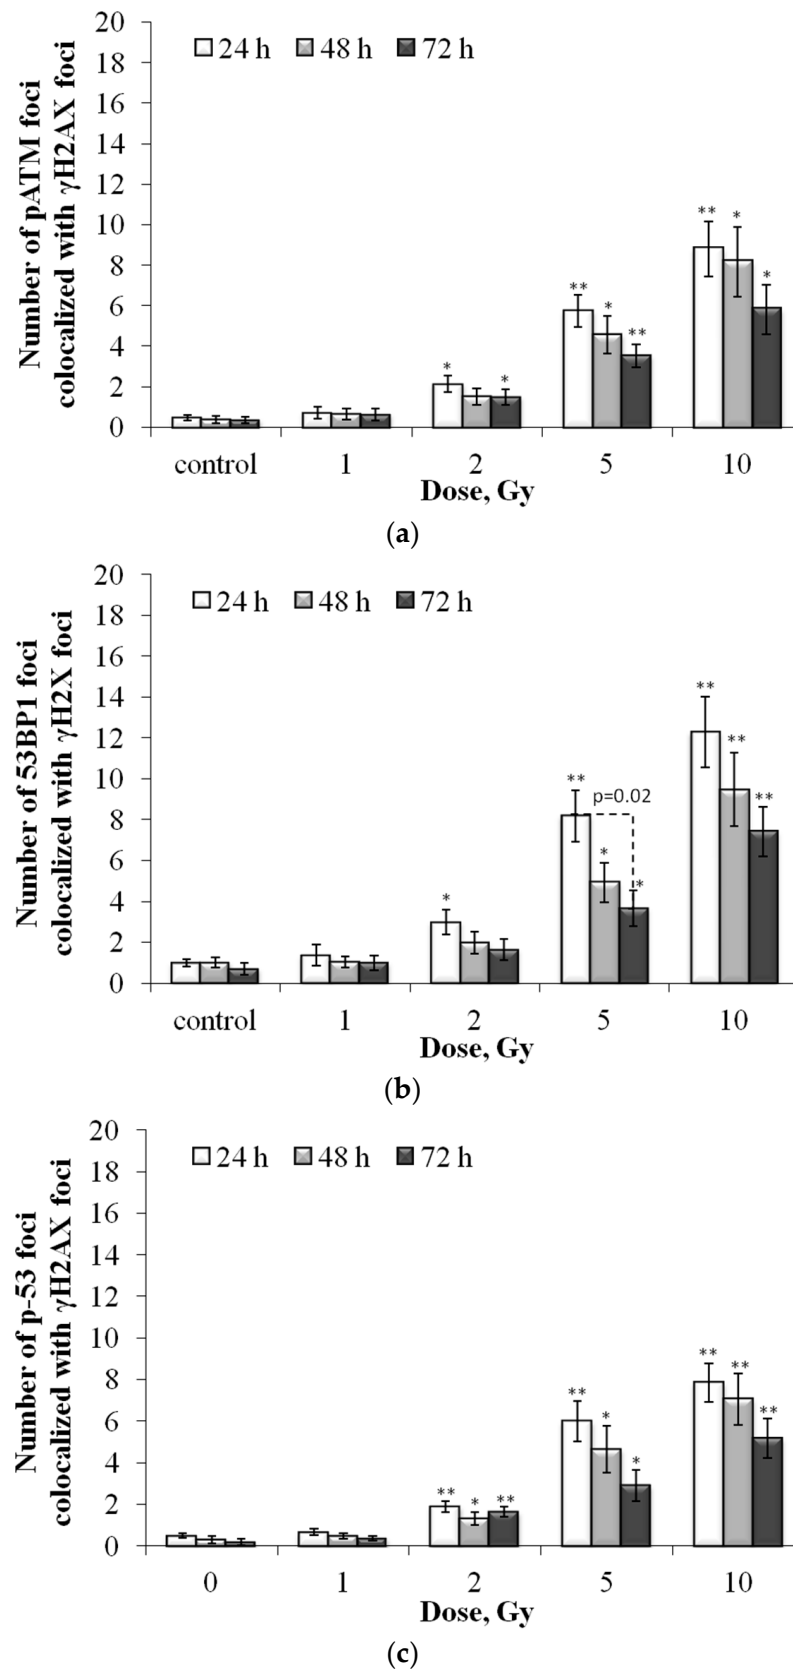 20
18
16
14
12
10
8
6
4
2
0
Number of pATM foci
colocalized with γH2AX foci
24 h 48 h 72 h
* * * ** * ** ** * *
control 1 2 5 10
Dose, Gy
(a)
20
18
16
14
12
10
8
6
4
2
0
Number of 53BP1 foci
colocalized with γH2X foci
24 h 48 h 72 h
* ** * * ** ** **
p=0.02
control 1 2 5 10
Dose, Gy
(b)
20
18
16
14
12
10
8
6
4
2
0
Number of p-53 foci
colocalized with γH2AX foci
24 h 48 h 72 h
** * ** ** * * ** ** **
0 1 2 5 10
Dose, Gy
(c)